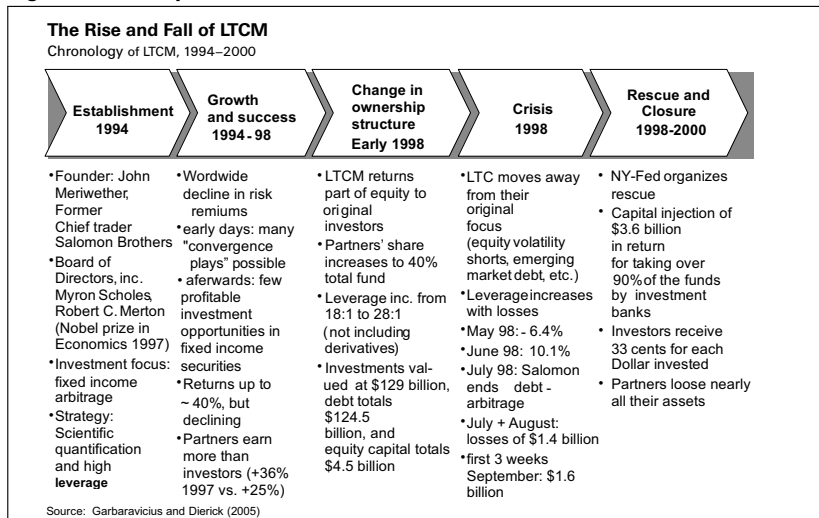 The Rise and Fall of LTCM
Chronology of LTCM, 1994–2000
Establishment
1994
Growth
and success
1994 - 98
Change in
ownership
structure
Early 1998
Crisis
1998
Rescue and
Closure
1998-2000
•Founder: John
Meriwether,
Former
Chief trader
Salomon Brothers
•Board of
Directors, inc.
Myron Scholes,
Robert C. Merton
(Nobel prize in
Economics 1997)
•Investment focus:
fixed income
arbitrage
•Strategy:
Scientific
quantification
and high
leverage
•Wordwide
decline in risk
remiums
•early days: many
"convergence
plays” possible
• aferwards: few
profitable
investment
opportunities in
fixed income
securities
•Returns up to
~ 40%, but
declining
•Partners earn
more than
investors (+36%
1997 vs. +25%)
•LTCM returns
part of equity to
original
investors
•Partners’ share
increases to 40%
total fund
•Leverage inc. from
18:1 to 28:1
(not including
derivatives)
•Investments val-
ued at $129 billion,
debt totals
$124.5
billion, and
equity capital totals
$4.5 billion
•LTC moves away
from their
original
focus
(equity volatility
shorts, emerging
market debt, etc.)
•Leverage increases
with losses
•May 98: - 6.4%
•June 98: 10.1%
•July 98: Salomon
ends debt -
arbitrage
•July + August:
losses of $1.4 billion
•first 3 weeks
September: $1.6
billion
• NY-Fed organizes
rescue
• Capital injection of
$3.6 billion
in return
for taking over
90% of the funds
by investment
banks
• Investors receive
33 cents for each
Dollar invested
• Partners loose nearly
all their assets
Source: Garbaravicius and Dierick (2005)